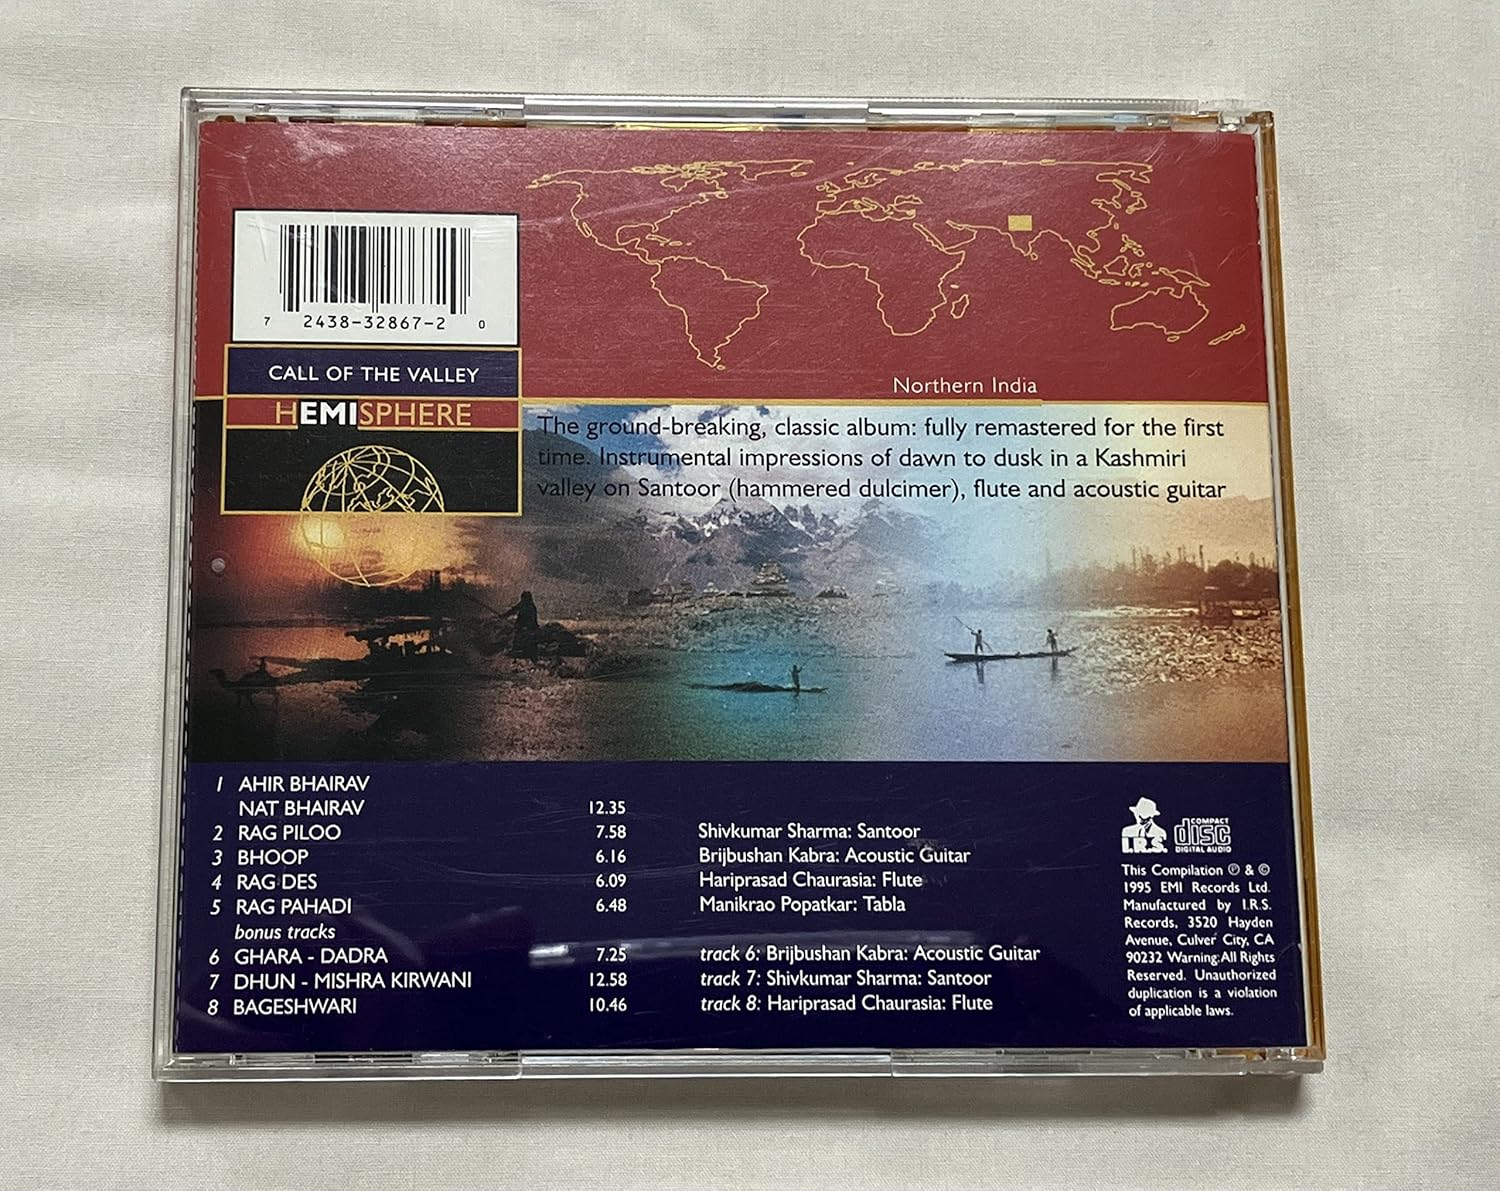 7 2438-32867-2 0
CALL OF THE VALLEY
HEMISPHERE
Northern India
The ground-breaking, classic album: fully remastered for the first
time. Instrumental impressions of dawn to dusk in a Kashmiri
valley on Santoor (hammered dulcimer), flute and acoustic guitar
1 AHIR BHAIRAV
NAT BHAIRAV 12.35
2 RAG PILOO 7.58
3 BHOOP 6.16
4 RAG DES 6.09
5 RAG PAHADI 6.48
bonus tracks
6 GHARA - DADRA 7.25
7 DHUN - MISHRA KIRWANI 12.58
8 BAGESHWARI 10.46
Shivkumar Sharma: Santoor
Brijbushan Kabra: Acoustic Guitar
Hariprasad Chaurasia: Flute
Manikrao Popatkar: Tabla
track 6: Brijbushan Kabra: Acoustic Guitar
track 7: Shivkumar Sharma: Santoor
track 8: Hariprasad Chaurasia: Flute
I.R.S.
COMPACT
disc
DIGITAL AUDIO
This Compilation ℗ & ©
1995 EMI Records Ltd.
Manufactured by I.R.S.
Records, 3520 Hayden
Avenue, Culver City, CA
90232 Warning:All Rights
Reserved. Unauthorized
duplication is a violation
of applicable laws.